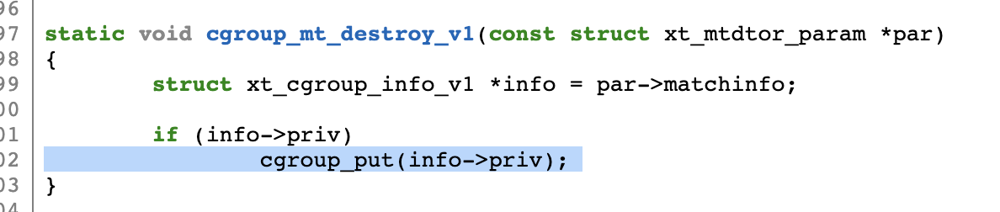 96
97 static void cgroup_mt_destroy_v1(const struct xt_mtdtor_param *par)
98 {
99 struct xt_cgroup_info_v1 *info = par->matchinfo;
00
01 if (info->priv)
02 cgroup_put(info->priv);
03 }
04